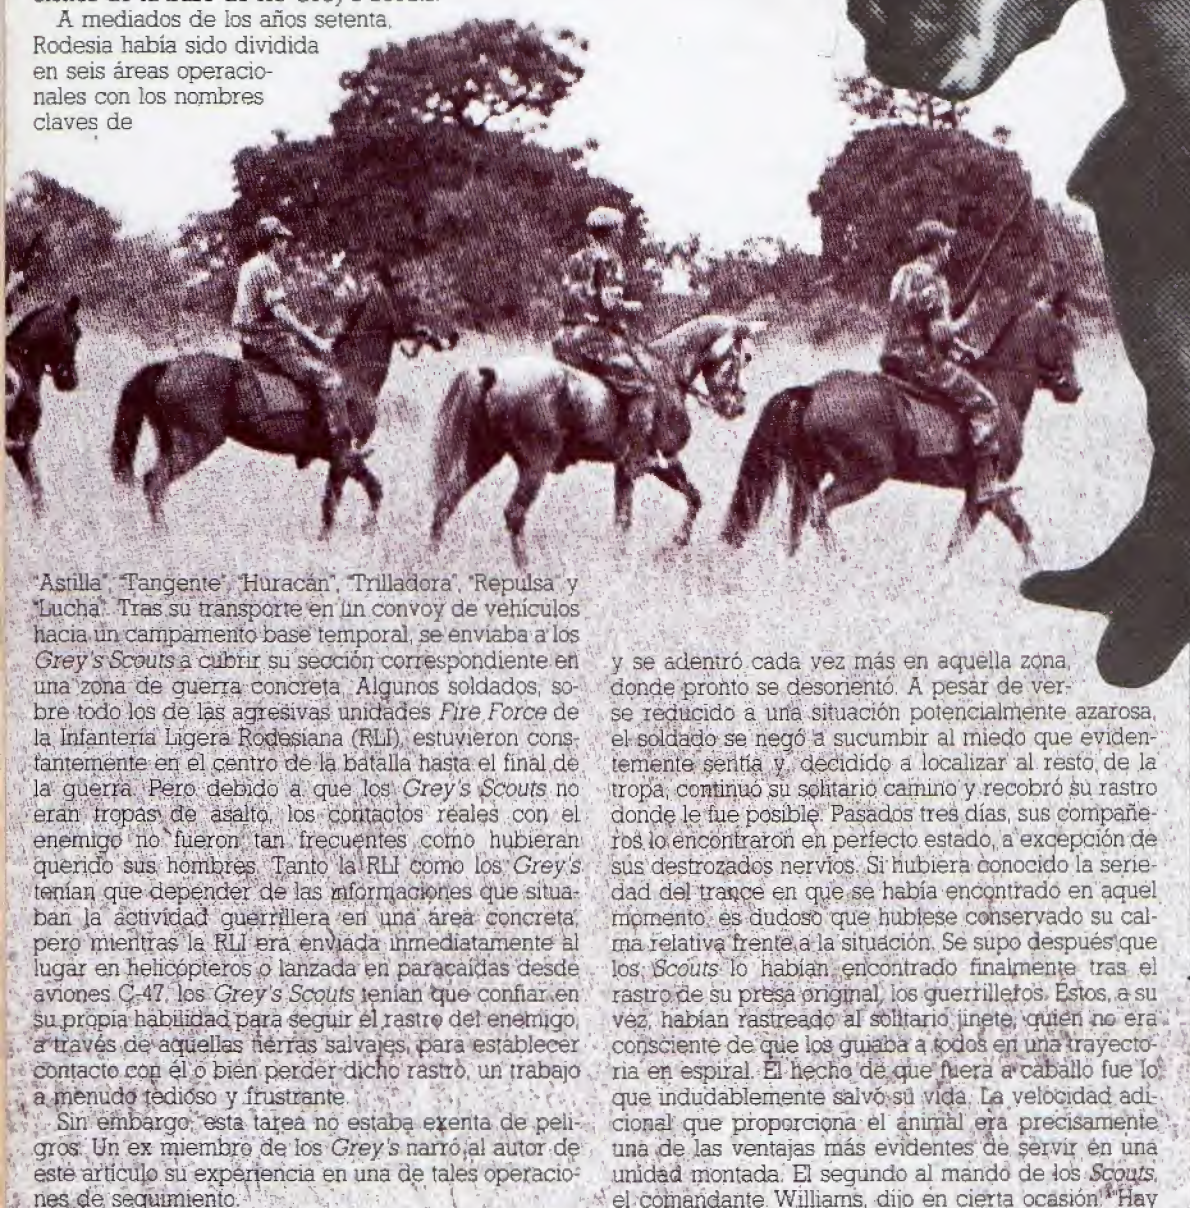 A mediados de los años setenta,
Rodesia había sido dividida
en seis áreas operacio-
nales con los nombres
claves de
"Astilla", "Tangente", "Huracán", "Trilladora", "Repulsa" y
"Lucha". Tras su transporte en un convoy de vehículos
hacia un campamento base temporal, se enviaba a los
Grey's Scouts a cubrir su sección correspondiente en
una zona de guerra concreta. Algunos soldados, so-
bre todo los de las agresivas unidades Fire Force de
la Infantería Ligera Rodesiana (RLI), estuvieron cons-
tantemente en el centro de la batalla hasta el final de
la guerra. Pero debido a que los Grey's Scouts no
eran tropas de asalto, los contactos reales con el
enemigo no fueron tan frecuentes como hubieran
querido sus hombres. Tanto la RLI como los Grey's
tenían que depender de las informaciones que situa-
ban la actividad guerrillera en una área concreta,
pero mientras la RLI era enviada inmediatamente al
lugar en helicópteros o lanzada en paracaídas desde
aviones C-47, los Grey's Scouts tenían que confiar en
su propia habilidad para seguir el rastro del enemigo,
a través de aquellas tierras salvajes, para establecer
contacto con él o bien perder dicho rastro, un trabajo
a menudo tedioso y frustrante.
Sin embargo, esta tarea no estaba exenta de peli-
gros. Un ex miembro de los Grey's narró al autor de
este artículo su experiencia en una de tales operacio-
nes de seguimiento.
y se adentró cada vez más en aquella zona,
donde pronto se desorientó. A pesar de ver-
se reducido a una situación potencialmente azarosa,
el soldado se negó a sucumbir al miedo que eviden-
temente sentía y, decidido a localizar al resto de la
tropa, continuó su solitario camino y recobró su rastro
donde le fue posible. Pasados tres días, sus compañe-
ros lo encontraron en perfecto estado, a excepción de
sus destrozados nervios. Si hubiera conocido la serie-
dad del trance en que se había encontrado en aquel
momento, es dudoso que hubiese conservado su cal-
ma relativa frente a la situación. Se supo después que
los Scouts lo habían encontrado finalmente tras el
rastro de su presa original, los guerrilleros. Éstos, a su
vez, habían rastreado al solitario jinete, quien no era
consciente de que los guiaba a todos en una trayecto-
ria en espiral. El hecho de que fuera a caballo fue lo
que indudablemente salvó su vida. La velocidad adi-
cional que proporciona el animal era precisamente
una de las ventajas más evidentes de servir en una
unidad montada. El segundo al mando de los Scouts,
el comandante Williams, dijo en cierta ocasión: "Hay